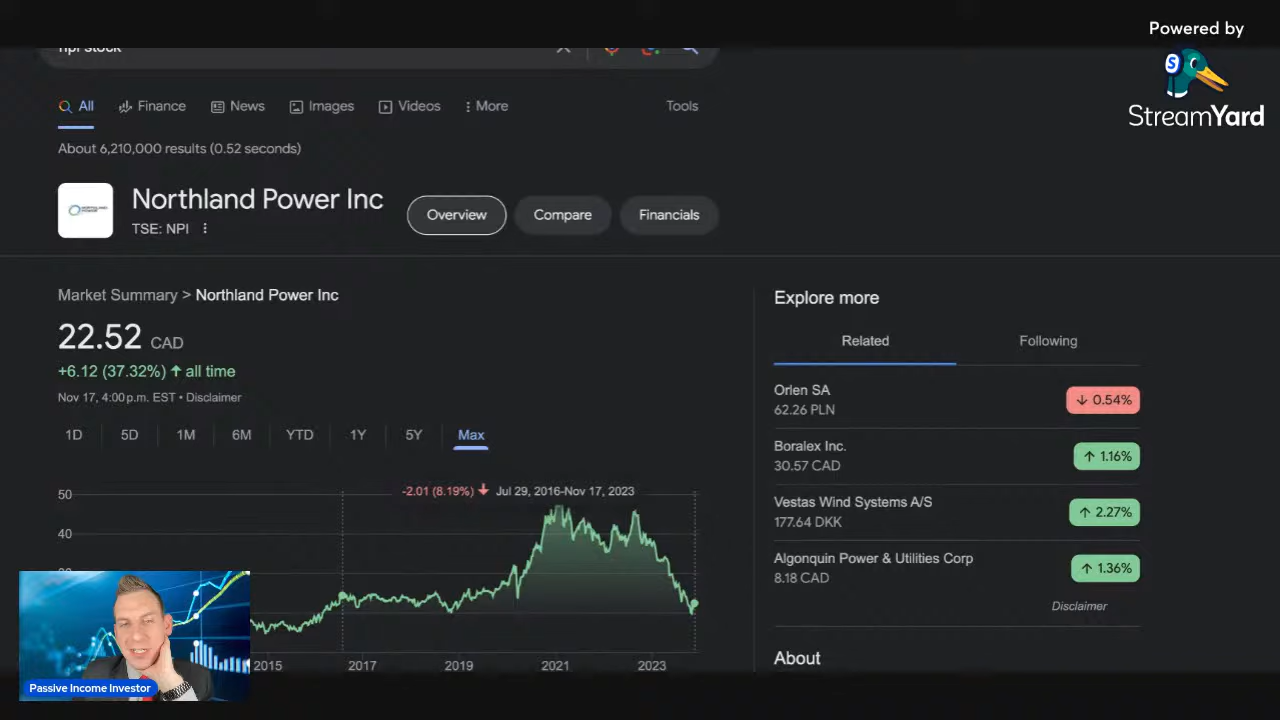 Powered by
StreamYard
npi stock
All Finance News Images Videos More Tools
About 6,210,000 results (0.52 seconds)
Northland Power Inc
TSE: NPI
Overview Compare Financials
Market Summary > Northland Power Inc
22.52 CAD
+6.12 (37.32%) ↑ all time
Nov 17, 4:00 p.m. EST • Disclaimer
1D 5D 1M 6M YTD 1Y 5Y Max
-2.01 (8.19%) ↓ Jul 29, 2016-Nov 17, 2023
50
40
2015 2017 2019 2021 2023
Passive Income Investor
Explore more
Related Following
Orlen SA
62.26 PLN
↓ 0.54%
Boralex Inc.
30.57 CAD
↑ 1.16%
Vestas Wind Systems A/S
177.64 DKK
↑ 2.27%
Algonquin Power & Utilities Corp
8.18 CAD
↑ 1.36%
Disclaimer
About